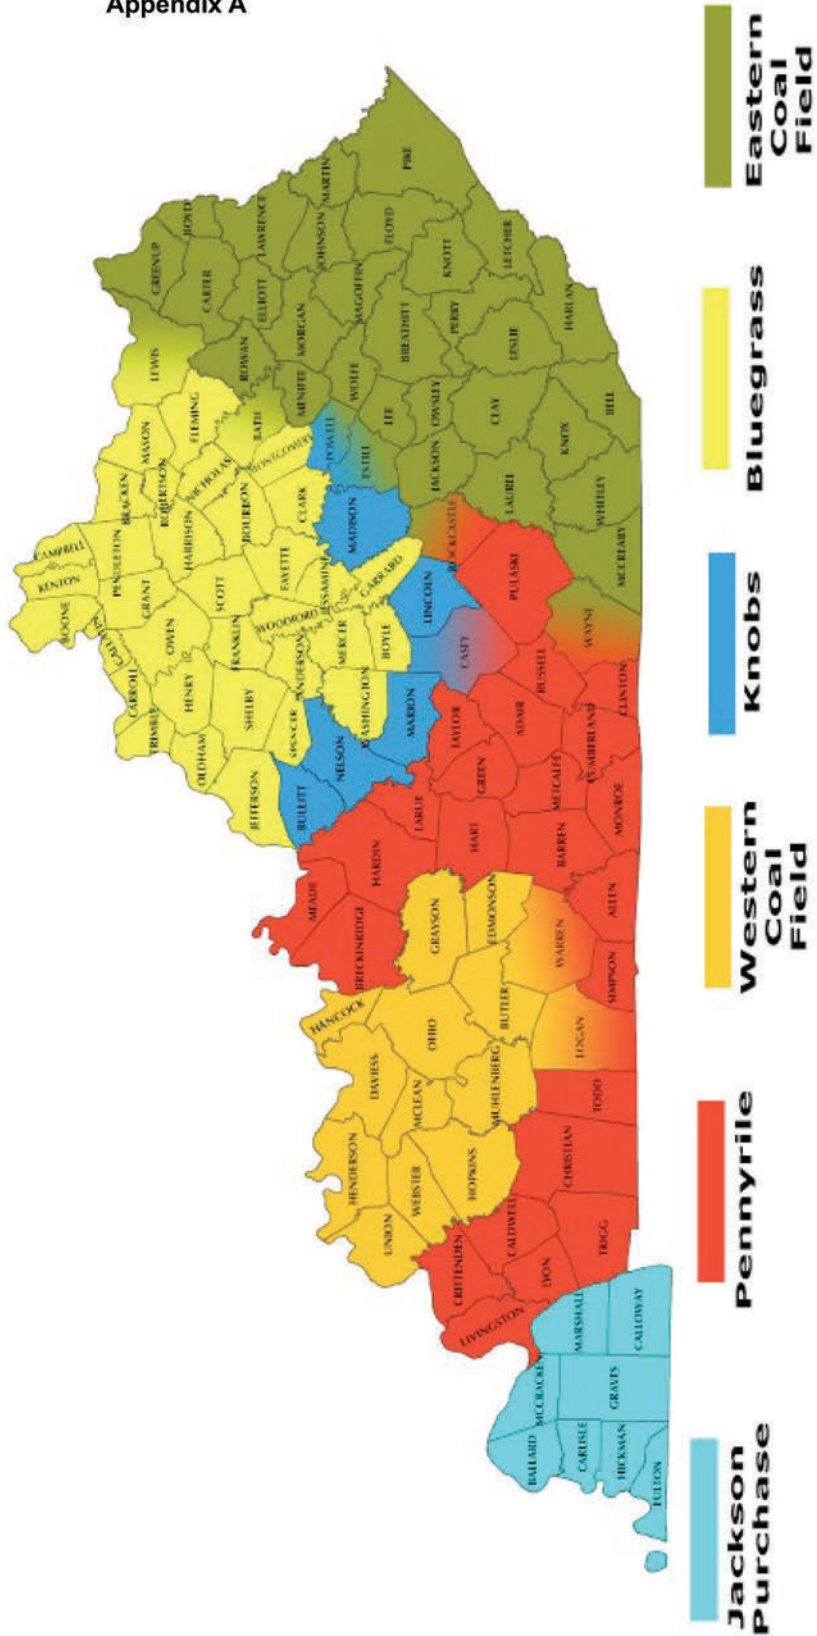 Appendix A
CAMPBELL
KENTON
BOONE
GALLATIN
PENDLETON
BRACKEN
GRANT
ROBERTSON
MASON
LEWIS
GREENUP
CARROLL
OWEN
HARRISON
NICHOLAS
FLEMING
CARTER
BOYD
TRIMBLE
HENRY
SCOTT
BOURBON
BATH
ROWAN
ELLIOTT
LAWRENCE
OLDHAM
SHELBY
FRANKLIN
FAYETTE
CLARK
MONTGOMERY
MENIFEE
MORGAN
JOHNSON
MARTIN
JEFFERSON
SPENCER
ANDERSON
WOODFORD
JESSAMINE
POWELL
WOLFE
MAGOFFIN
FLOYD
PIKE
BULLITT
NELSON
WASHINGTON
MERCER
GARRARD
MADISON
ESTILL
LEE
BREATHITT
KNOTT
MEADE
HARDIN
LARUE
MARION
BOYLE
LINCOLN
ROCKCASTLE
JACKSON
OWSLEY
PERRY
LETCHER
BRECKINRIDGE
GRAYSON
HART
GREEN
TAYLOR
CASEY
PULASKI
LAUREL
CLAY
LESLIE
HARLAN
HANCOCK
OHIO
BUTLER
EDMONSON
BARREN
METCALFE
ADAIR
RUSSELL
WAYNE
MCCREARY
WHITLEY
KNOX
BELL
DAVIESS
MCLEAN
MUHLENBERG
LOGAN
WARREN
SIMPSON
ALLEN
MONROE
CUMBERLAND
CLINTON
HENDERSON
UNION
WEBSTER
HOPKINS
CHRISTIAN
TODD
CRITTENDEN
CALDWELL
LIVINGSTON
LYON
TRIGG
BALLARD
MCCRACKEN
MARSHALL
CARLISLE
GRAVES
CALLOWAY
HICKMAN
FULTON
Jackson
Purchase
Pennyrile
Western
Coal
Field
Knobs
Bluegrass
Eastern
Coal
Field